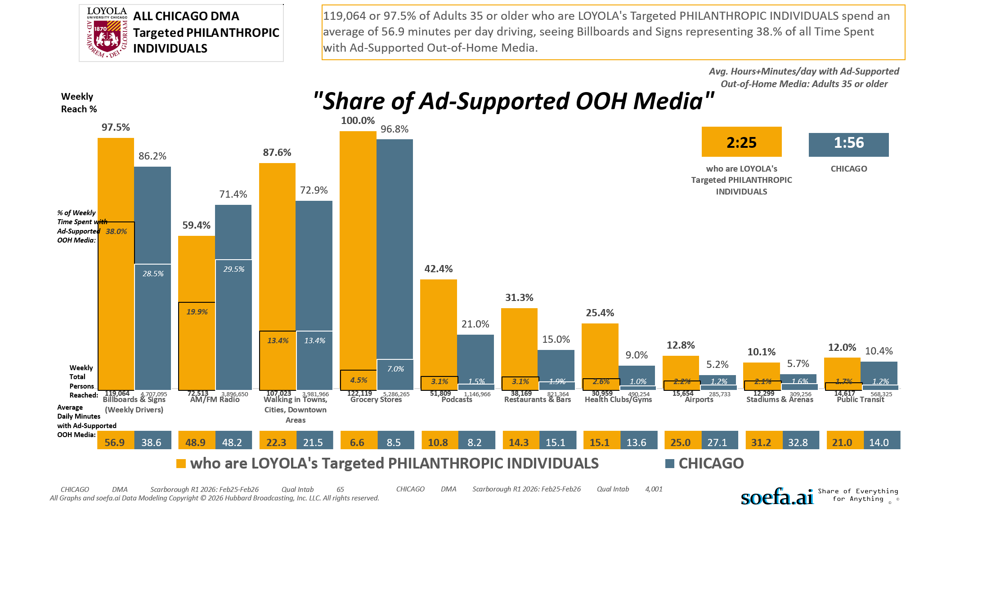 LOYOLA
UNIVERSITY CHICAGO
1870
AD • MAJOREM • DEI • GLORIAM
ALL CHICAGO DMA
Targeted PHILANTHROPIC
INDIVIDUALS
119,064 or 97.5% of Adults 35 or older who are LOYOLA's Targeted PHILANTHROPIC INDIVIDUALS spend an
average of 56.9 minutes per day driving, seeing Billboards and Signs representing 38.% of all Time Spent
with Ad-Supported Out-of-Home Media.
Avg. Hours+Minutes/day with Ad-Supported
Out-of-Home Media: Adults 35 or older
"Share of Ad-Supported OOH Media"
Weekly
Reach %
97.5% 86.2% 59.4% 71.4% 87.6% 72.9% 100.0% 96.8% 42.4% 21.0% 31.3% 15.0% 25.4% 9.0% 12.8% 5.2% 10.1% 5.7% 12.0% 10.4%
2:25 1:56
who are LOYOLA's
Targeted PHILANTHROPIC
INDIVIDUALS
CHICAGO
% of Weekly
Time Spent with
Ad-Supported
OOH Media:
38.0% 28.5% 19.9% 29.5% 13.4% 13.4% 4.5% 7.0% 3.1% 1.5% 3.1% 1.9% 2.6% 1.0% 2.2% 1.2% 2.1% 1.6% 1.7% 1.2%
Weekly
Total
Persons
Reached:
119,064 4,707,095 72,513 3,896,650 107,023 3,981,966 122,119 5,286,265 51,809 1,146,966 38,169 821,364 30,959 490,254 15,654 285,733 12,299 309,256 14,617 568,325
Billboards & Signs
(Weekly Drivers)
AM/FM Radio
Walking in Towns,
Cities, Downtown
Areas
Grocery Stores
Podcasts
Restaurants & Bars
Health Clubs/Gyms
Airports
Stadiums & Arenas
Public Transit
Average
Daily Minutes
with Ad-Supported
OOH Media:
56.9 38.6 48.9 48.2 22.3 21.5 6.6 8.5 10.8 8.2 14.3 15.1 15.1 13.6 25.0 27.1 31.2 32.8 21.0 14.0
who are LOYOLA's Targeted PHILANTHROPIC INDIVIDUALS CHICAGO
CHICAGO DMA Scarborough R1 2026: Feb25-Feb26 Qual Intab 65 CHICAGO DMA Scarborough R1 2026: Feb25-Feb26 Qual Intab 4,001
All Graphs and soefa.ai Data Modeling Copyright © 2026 Hubbard Broadcasting, Inc. LLC. All rights reserved.
soefa.ai
Share of Everything
for Anything © ©